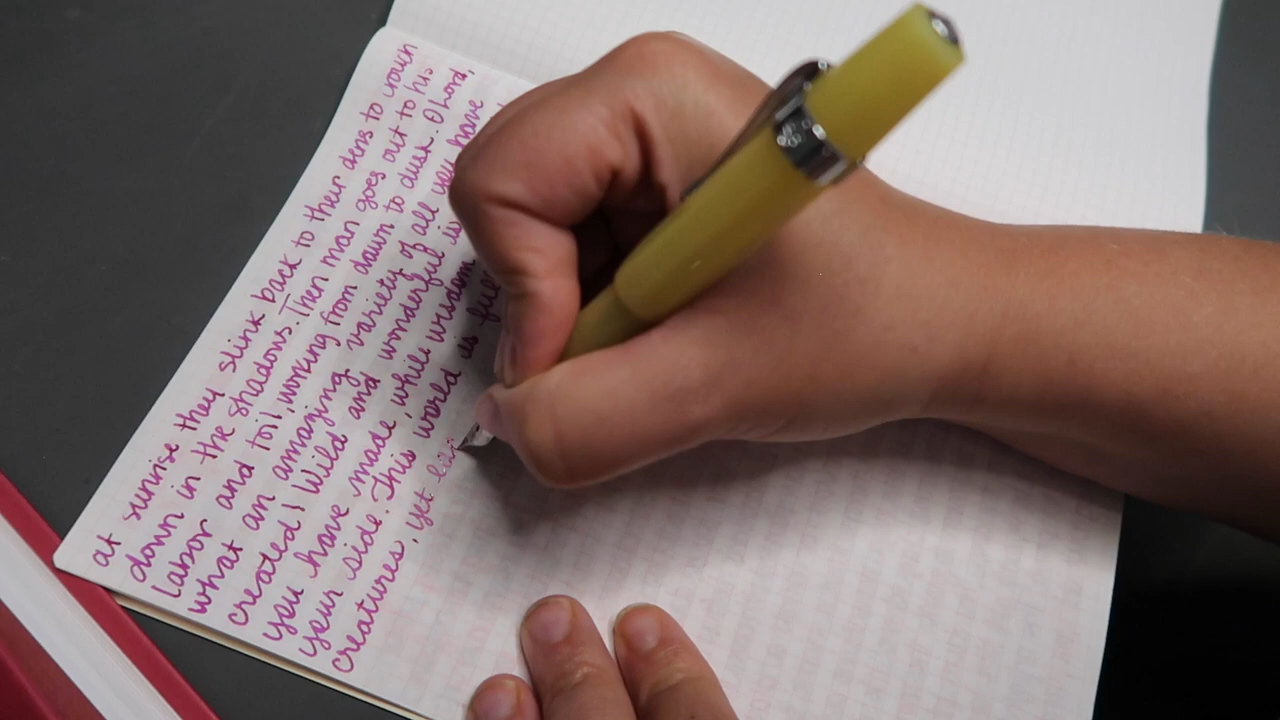 at sunrise they slink back to their dens to crouch
down in the shadows. Then man goes out to his
labor and toil, working from dawn to dusk. O Lord,
what an amazing variety of all you have
created! Wild and wonderful is
you have made, while wisdom
your side. This world is full
creatures, yet